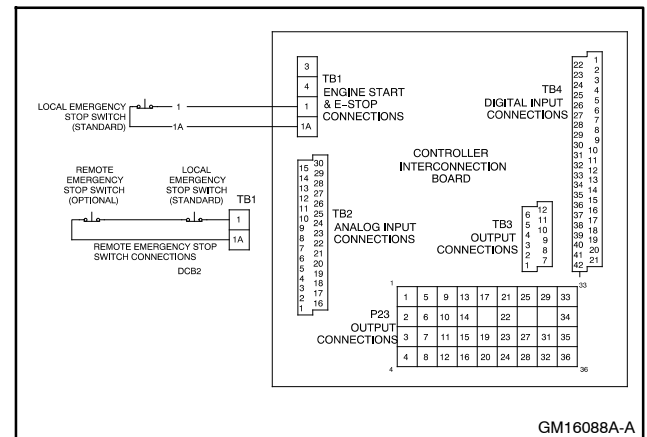 3
4
1
1A
TB1
ENGINE START
& E-STOP
CONNECTIONS
LOCAL EMERGENCY
STOP SWITCH
(STANDARD)
1
1A
REMOTE
EMERGENCY
STOP SWITCH
(OPTIONAL)
LOCAL
EMERGENCY
STOP SWITCH
(STANDARD)
TB1
1
1A
REMOTE EMERGENCY STOP
SWITCH CONNECTIONS
DCB2
CONTROLLER
INTERCONNECTION
BOARD
TB4
DIGITAL INPUT
CONNECTIONS
22 1
23 2
24 3
25 4
26 5
27 6
28 7
29 8
30 9
31 10
32 11
33 12
34 13
35 14
36 15
37 16
38 17
39 18
40 19
41 20
42 21
15 30
14 29
13 28
12 27
11 26
10 25
9 24
8 23
7 22
6 21
5 20
4 19
3 18
2 17
1 16
TB2
ANALOG INPUT
CONNECTIONS
TB3
OUTPUT
CONNECTIONS
6 12
5 11
4 10
3 9
2 8
1 7
P23
OUTPUT
CONNECTIONS
1 33
1 5 9 13 17 21 25 29 33
2 6 10 14 22 34
3 7 11 15 19 23 27 31 35
4 8 12 16 20 24 28 32 36
4 36
GM16088A-A